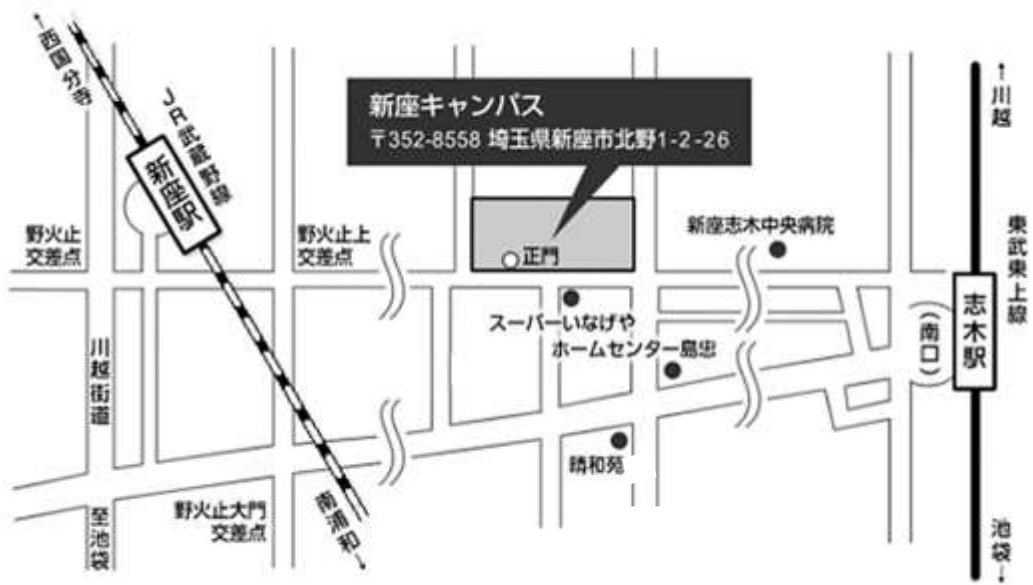 ←西国分寺
JR武蔵野線
新座駅
南浦和→
新座キャンパス
〒352-8558 埼玉県新座市北野1-2-26
野火止
交差点
野火止上
交差点
正門
新座志木中央病院
スーパーいなげや
ホームセンター島忠
晴和苑
川越街道
至池袋
野火止大門
交差点
←川越
東武東上線
志木駅
(南口)
池袋→